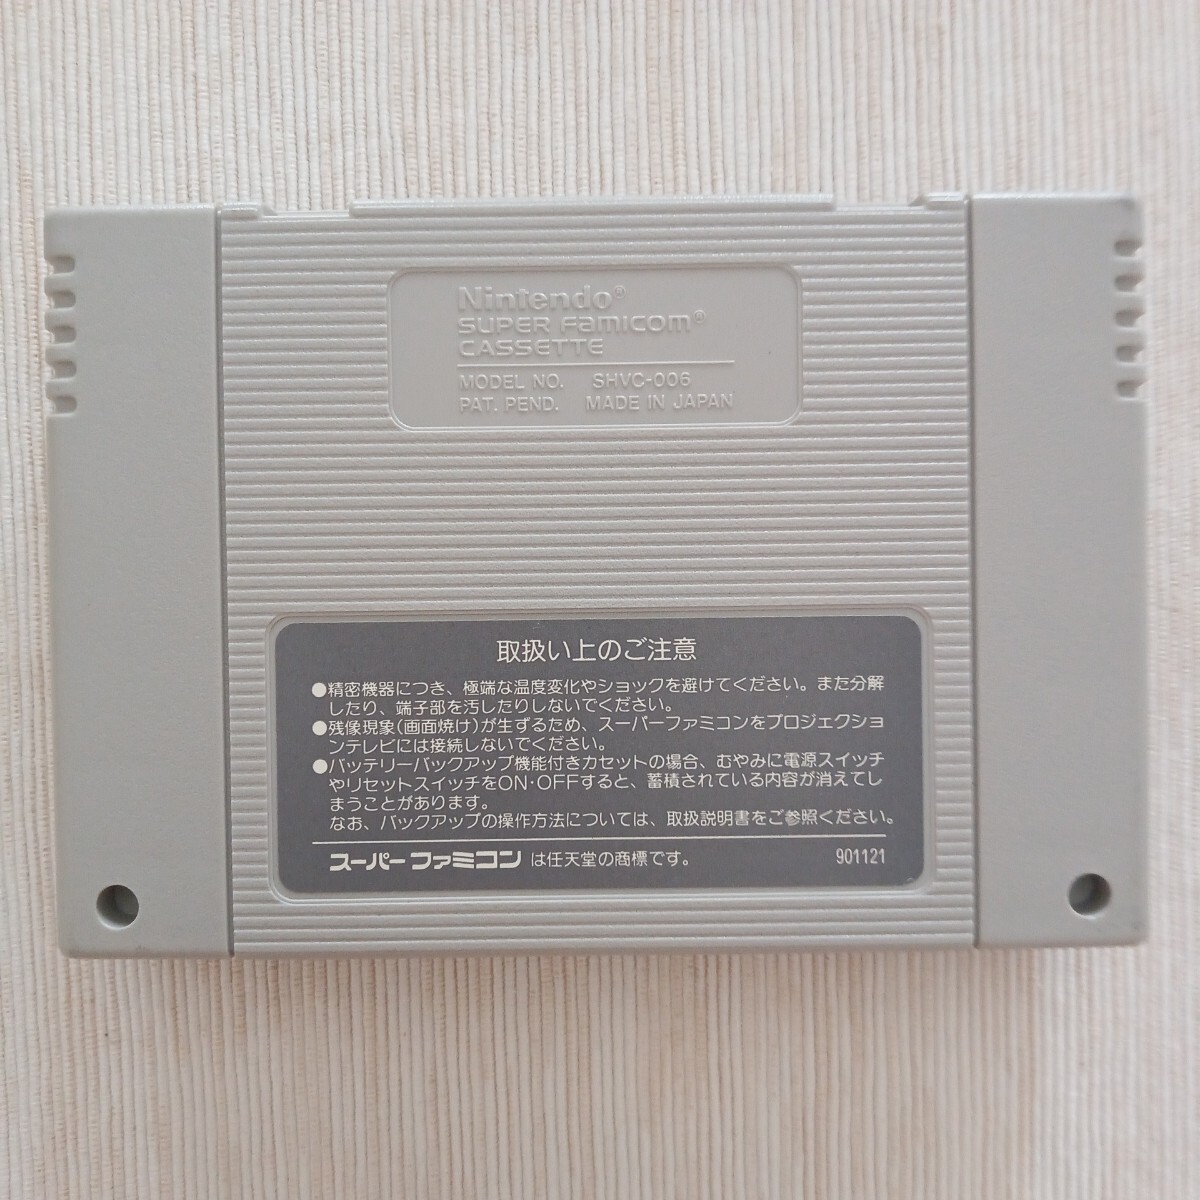 Nintendo®
SUPER Famicom®
CASSETTE
MODEL NO. SHVC-006
PAT. PEND. MADE IN JAPAN
取扱い上のご注意
●精密機器につき、極端な温度変化やショックを避けてください。また分解
したり、端子部を汚したりしないでください。
●残像現象(画面焼け)が生ずるため、スーパーファミコンをプロジェクショ
ンテレビには接続しないでください。
●バッテリーバックアップ機能付きカセットの場合、むやみに電源スイッチ
やリセットスイッチをON・OFFすると、蓄積されている内容が消えてし
まうことがあります。
なお、バックアップの操作方法については、取扱説明書をご参照ください。
スーパーファミコン は任天堂の商標です。 901121